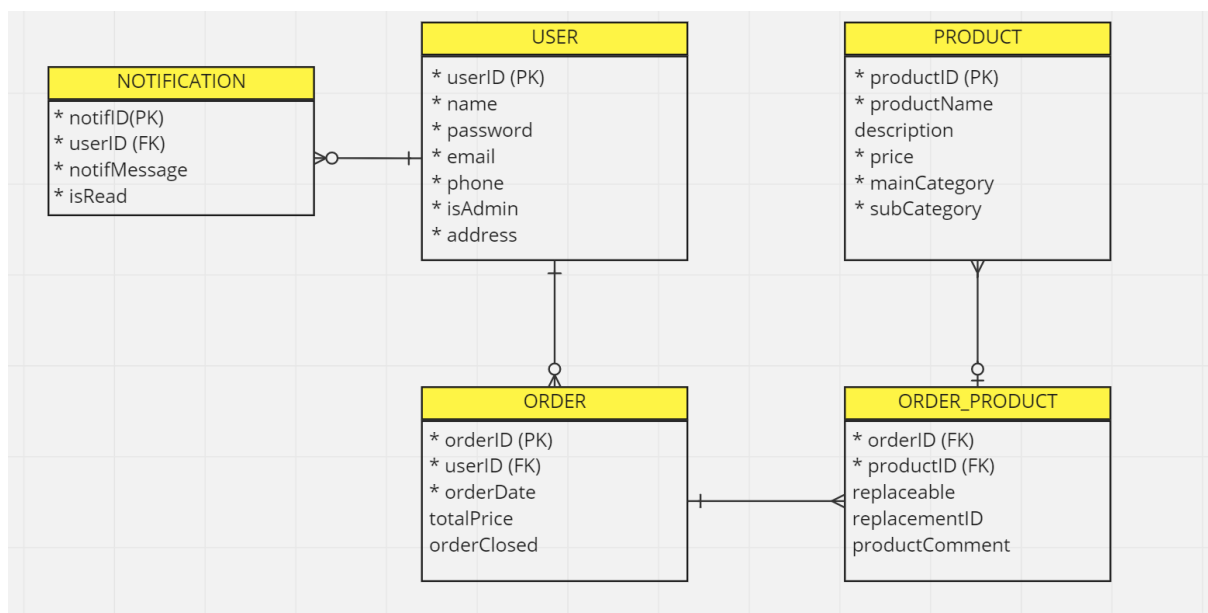 NOTIFICATION
* notifID(PK)
* userID (FK)
* notifMessage
* isRead
USER
* userID (PK)
* name
* password
* email
* phone
* isAdmin
* address
PRODUCT
* productID (PK)
* productName
description
* price
* mainCategory
* subCategory
ORDER
* orderID (PK)
* userID (FK)
* orderDate
totalPrice
orderClosed
ORDER_PRODUCT
* orderID (FK)
* productID (FK)
replaceable
replacementID
productComment